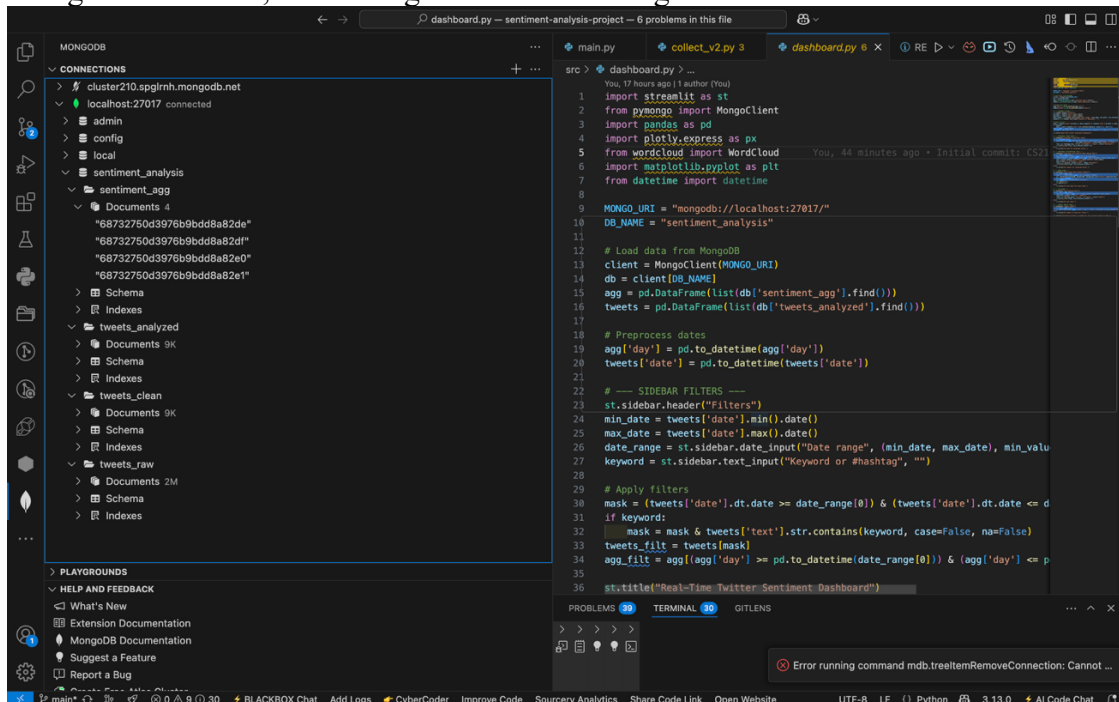 dashboard.py — sentiment-analysis-project — 6 problems in this file
MONGODB
CONNECTIONS
cluster210.spglrnh.mongodb.net
localhost:27017 connected
admin
config
local
sentiment_analysis
sentiment_agg
Documents 4
"68732750d3976b9bdd8a82de"
"68732750d3976b9bdd8a82df"
"68732750d3976b9bdd8a82e0"
"68732750d3976b9bdd8a82e1"
Schema
Indexes
tweets_analyzed
Documents 9K
Schema
Indexes
tweets_clean
Documents 9K
Schema
Indexes
tweets_raw
Documents 2M
Schema
Indexes
PLAYGROUNDS
HELP AND FEEDBACK
What's New
Extension Documentation
MongoDB Documentation
Suggest a Feature
Report a Bug
2
1
main.py collect_v2.py 3 dashboard.py 6 RE
src > dashboard.py > ...
You, 17 hours ago | 1 author (You)
1 import streamlit as st
2 from pymongo import MongoClient
3 import pandas as pd
4 import plotly.express as px
5 from wordcloud import WordCloud You, 44 minutes ago • Initial commit: CS21
6 import matplotlib.pyplot as plt
7 from datetime import datetime
8
9 MONGO_URI = "mongodb://localhost:27017/"
10 DB_NAME = "sentiment_analysis"
11
12 # Load data from MongoDB
13 client = MongoClient(MONGO_URI)
14 db = client[DB_NAME]
15 agg = pd.DataFrame(list(db['sentiment_agg'].find()))
16 tweets = pd.DataFrame(list(db['tweets_analyzed'].find()))
17
18 # Preprocess dates
19 agg['day'] = pd.to_datetime(agg['day'])
20 tweets['date'] = pd.to_datetime(tweets['date'])
21
22 # —— SIDEBAR FILTERS ——
23 st.sidebar.header("Filters")
24 min_date = tweets['date'].min().date()
25 max_date = tweets['date'].max().date()
26 date_range = st.sidebar.date_input("Date range", (min_date, max_date), min_valu
27 keyword = st.sidebar.text_input("Keyword or #hashtag", "")
28
29 # Apply filters
30 mask = (tweets['date'].dt.date >= date_range[0]) & (tweets['date'].dt.date <= d
31 if keyword:
32 mask = mask & tweets['text'].str.contains(keyword, case=False, na=False)
33 tweets_filt = tweets[mask]
34 agg_filt = agg[(agg['day'] >= pd.to_datetime(date_range[0])) & (agg['day'] <= p
35
36 st.title("Real-Time Twitter Sentiment Dashboard")
PROBLEMS 39 TERMINAL 30 GITLENS
Error running command mdb.treeItemRemoveConnection: Cannot ...
main* 0 9 30 BLACKBOX Chat Add Logs CyberCoder Improve Code Sourcery Analytics Share Code Link Open Website UTF-8 LF {} Python 3.13.0 AI Code Chat